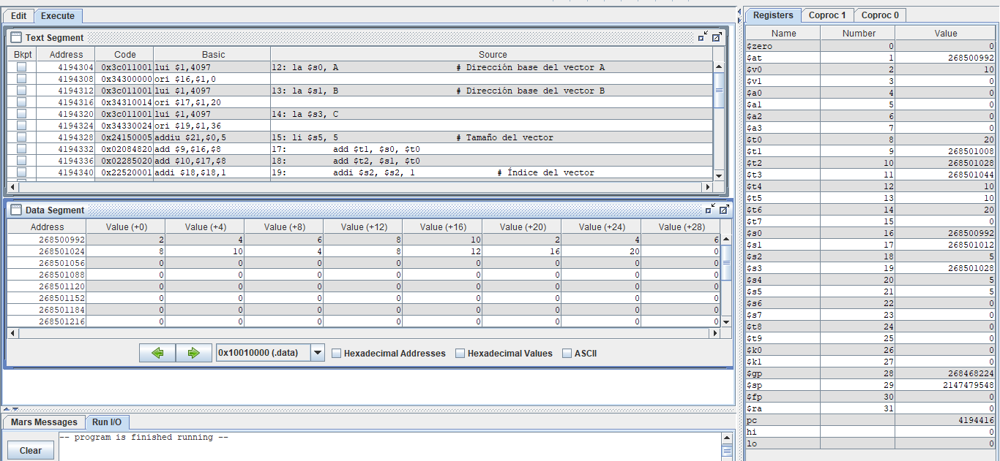 Edit Execute
Text Segment
Bkpt Address Code Basic Source
4194304 0x3c011001 lui $1,4097 12: la $s0, A # Dirección base del vector A
4194308 0x34300000 ori $16,$1,0
4194312 0x3c011001 lui $1,4097 13: la $s1, B # Dirección base del vector B
4194316 0x34310014 ori $17,$1,20
4194320 0x3c011001 lui $1,4097 14: la $s3, C
4194324 0x34330024 ori $19,$1,36
4194328 0x24150005 addiu $21,$0,5 15: li $s5, 5 # Tamaño del vector
4194332 0x02084820 add $9,$16,$8 17: add $t1, $s0, $t0
4194336 0x02285020 add $10,$17,$8 18: add $t2, $s1, $t0
4194340 0x22520001 addi $18,$18,1 19: addi $s2, $s2, 1 # Índice del vector
Data Segment
Address Value (+0) Value (+4) Value (+8) Value (+12) Value (+16) Value (+20) Value (+24) Value (+28)
268500992 2 4 6 8 10 2 4 6
268501024 8 10 4 8 12 16 20 0
268501056 0 0 0 0 0 0 0 0
268501088 0 0 0 0 0 0 0 0
268501120 0 0 0 0 0 0 0 0
268501152 0 0 0 0 0 0 0 0
268501184 0 0 0 0 0 0 0 0
268501216 0 0 0 0 0 0 0 0
0x10010000 (.data) Hexadecimal Addresses Hexadecimal Values ASCII
Mars Messages Run I/O
-- program is finished running --
Clear
Registers Coproc 1 Coproc 0
Name Number Value
$zero 0 0
$at 1 268500992
$v0 2 10
$v1 3 0
$a0 4 0
$a1 5 0
$a2 6 0
$a3 7 0
$t0 8 20
$t1 9 268501008
$t2 10 268501028
$t3 11 268501044
$t4 12 10
$t5 13 10
$t6 14 20
$t7 15 0
$s0 16 268500992
$s1 17 268501012
$s2 18 5
$s3 19 268501028
$s4 20 5
$s5 21 5
$s6 22 0
$s7 23 0
$t8 24 0
$t9 25 0
$k0 26 0
$k1 27 0
$gp 28 268468224
$sp 29 2147479548
$fp 30 0
$ra 31 0
pc 4194416
hi 0
lo 0